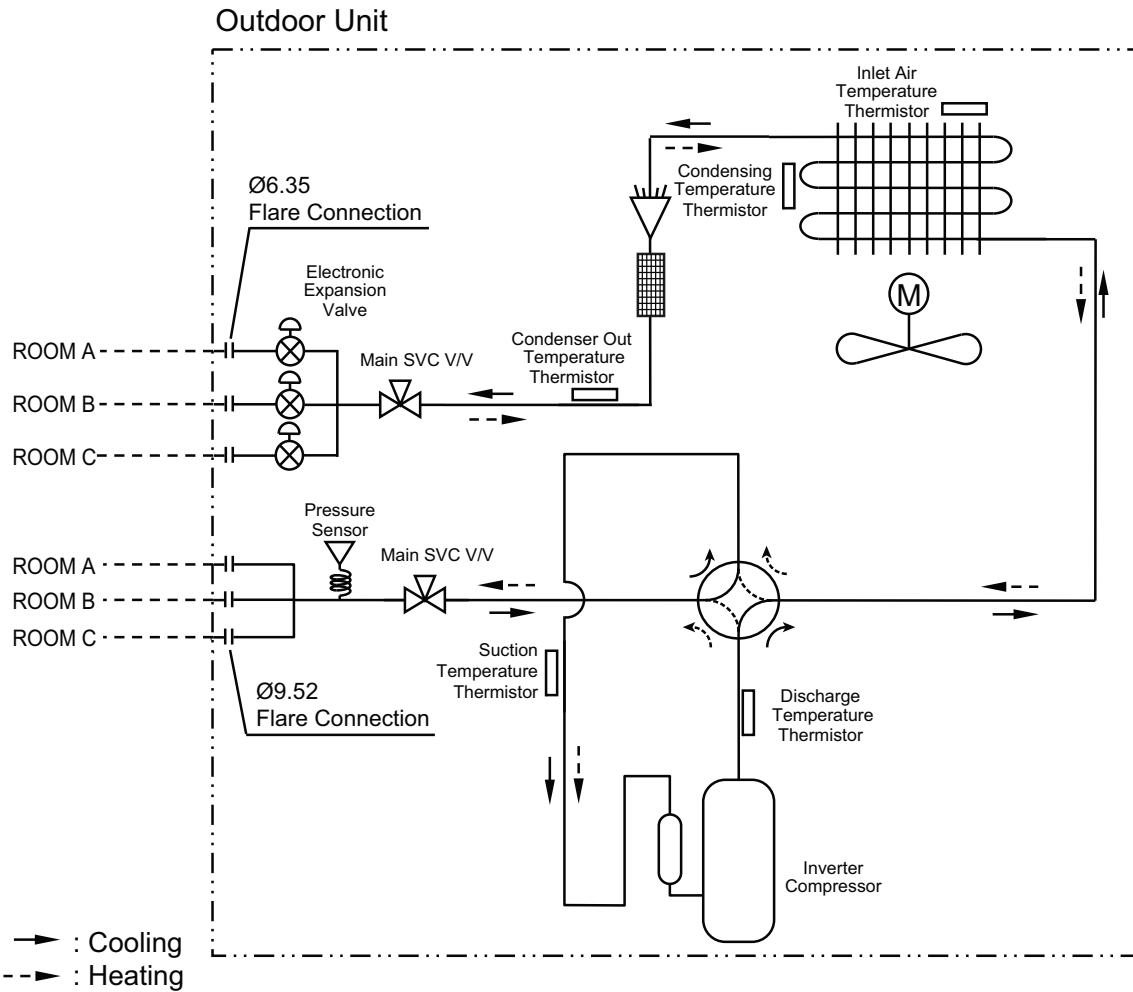 Outdoor Unit
Inlet Air
Temperature
Thermistor
Condensing
Temperature
Thermistor
Ø6.35
Flare Connection
Electronic
Expansion
Valve
M
Condenser Out
Temperature
Thermistor
Main SVC V/V
ROOM A
ROOM B
ROOM C
Pressure
Sensor
Main SVC V/V
ROOM A
ROOM B
ROOM C
Suction
Temperature
Thermistor
Ø9.52
Flare Connection
Discharge
Temperature
Thermistor
Inverter
Compressor
: Cooling
: Heating